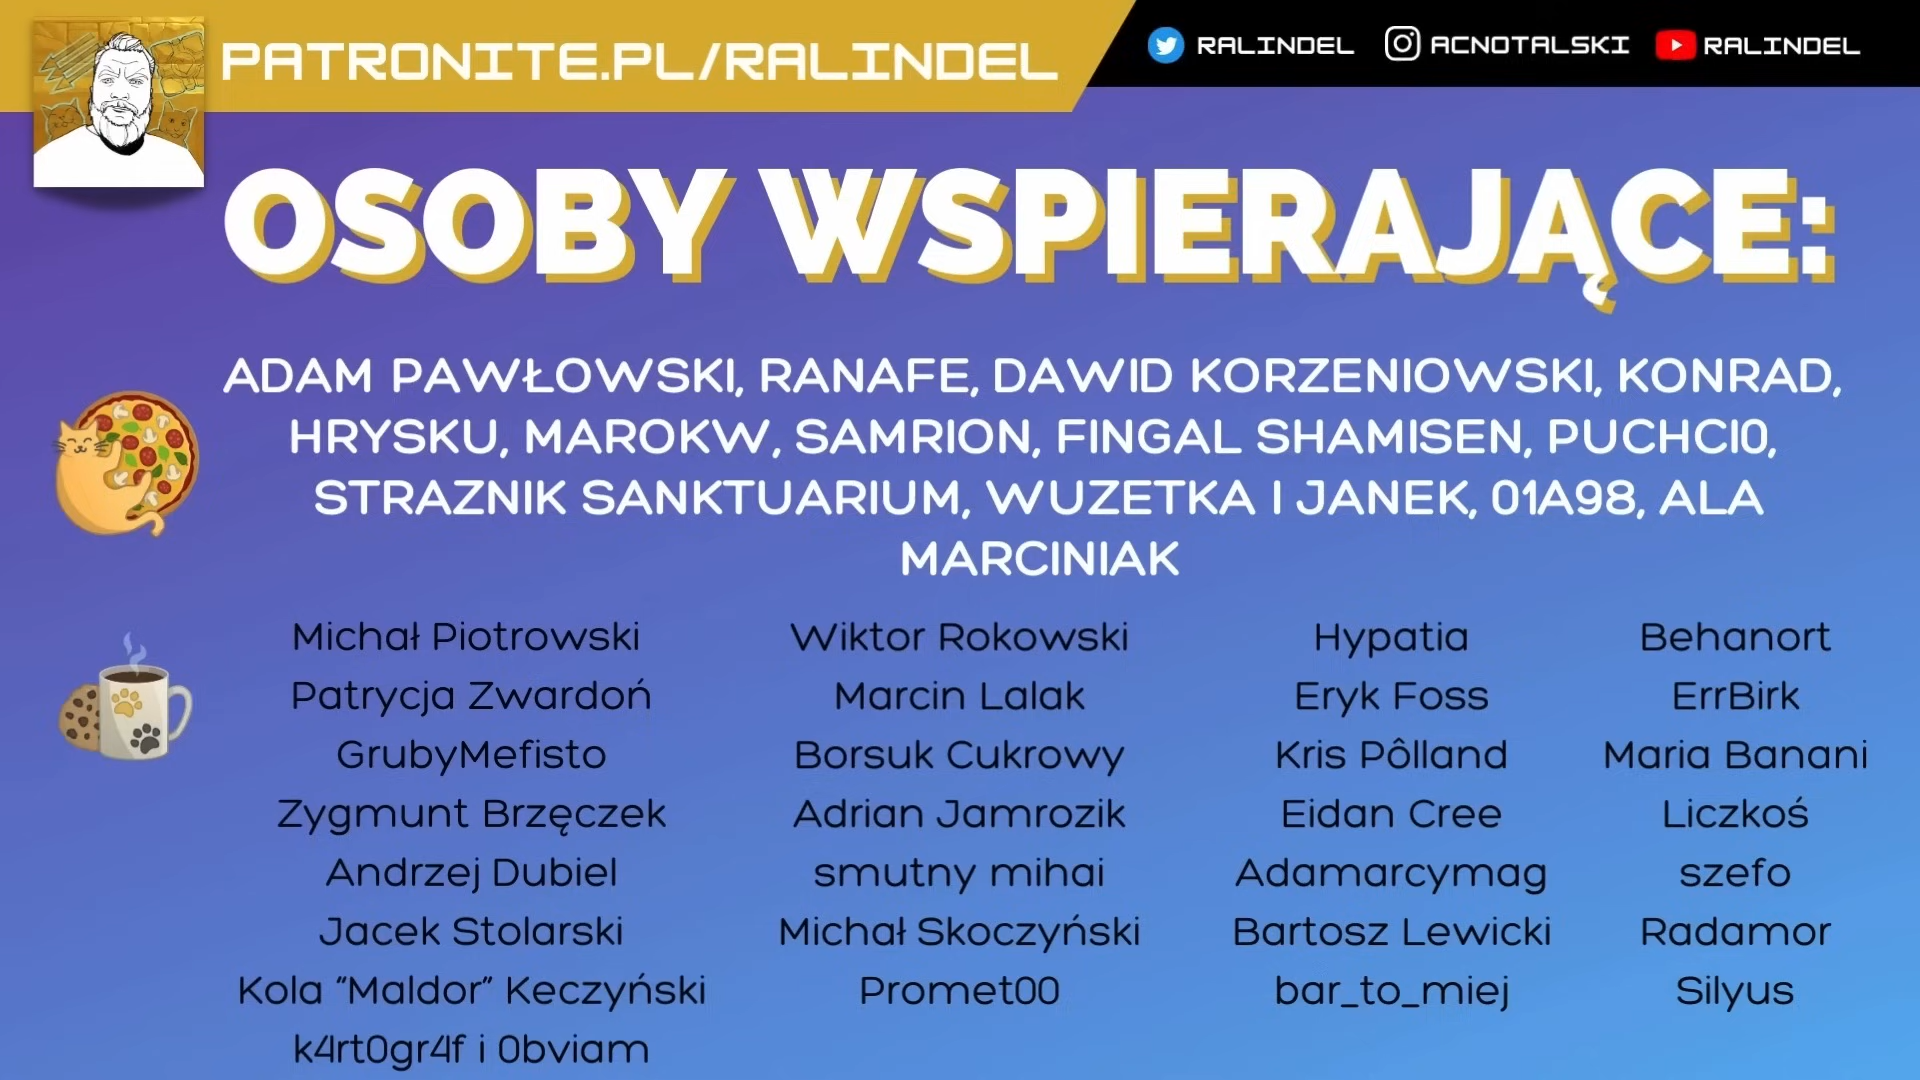 PATRONITE.PL/RALINDEL
RALINDEL
ACNOTALSKI
RALINDEL
OSOBY WSPIERAJĄCE:
ADAM PAWŁOWSKI, RANAFE, DAWID KORZENIOWSKI, KONRAD,
HRYSKU, MAROKW, SAMRION, FINGAL SHAMISEN, PUCHCI0,
STRAZNIK SANKTUARIUM, WUZETKA I JANEK, 01A98, ALA
MARCINIAK
Michał Piotrowski
Patrycja Zwardoń
GrubyMefisto
Zygmunt Brzęczek
Andrzej Dubiel
Jacek Stolarski
Kola “Maldor” Keczyński
k4rt0gr4f i 0bviam
Wiktor Rokowski
Marcin Lalak
Borsuk Cukrowy
Adrian Jamrozik
smutny mihai
Michał Skoczyński
Promet00
Hypatia
Eryk Foss
Kris Pôlland
Eidan Cree
Adamarcymag
Bartosz Lewicki
bar_to_miej
Behanort
ErrBirk
Maria Banani
Liczkoś
szefo
Radamor
Silyus